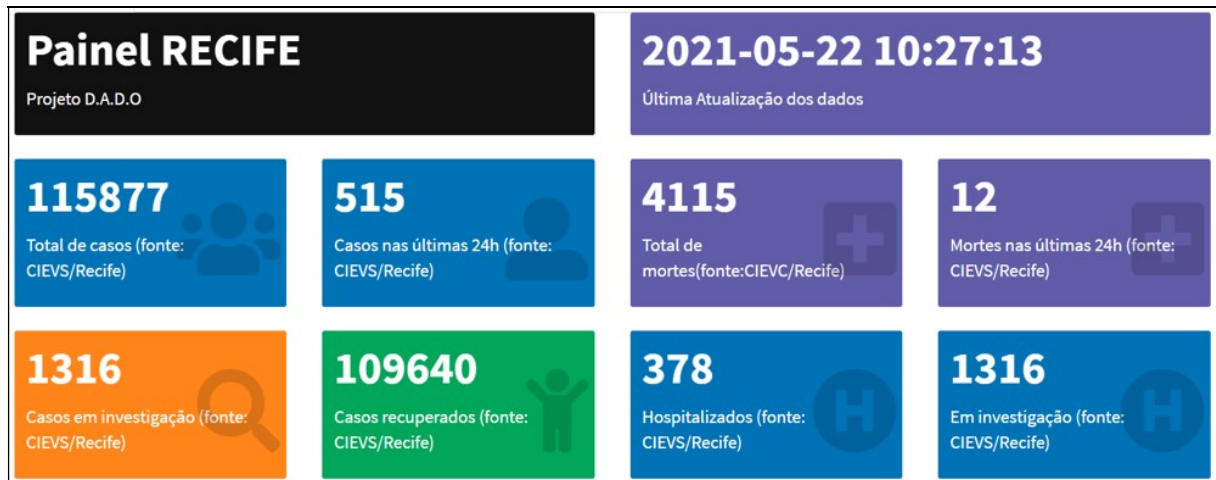 Painel RECIFE
Projeto D.A.D.O
2021-05-22 10:27:13
Última Atualização dos dados
115877
Total de casos (fonte:
CIEVS/Recife)
515
Casos nas últimas 24h (fonte:
CIEVS/Recife)
4115
Total de
mortes(fonte:CIEVC/Recife)
12
Mortes nas últimas 24h (fonte:
CIEVS/Recife)
1316
Casos em investigação (fonte:
CIEVS/Recife)
109640
Casos recuperados (fonte:
CIEVS/Recife)
378
Hospitalizados (fonte:
CIEVS/Recife)
H
1316
Em investigação (fonte:
CIEVS/Recife)
H